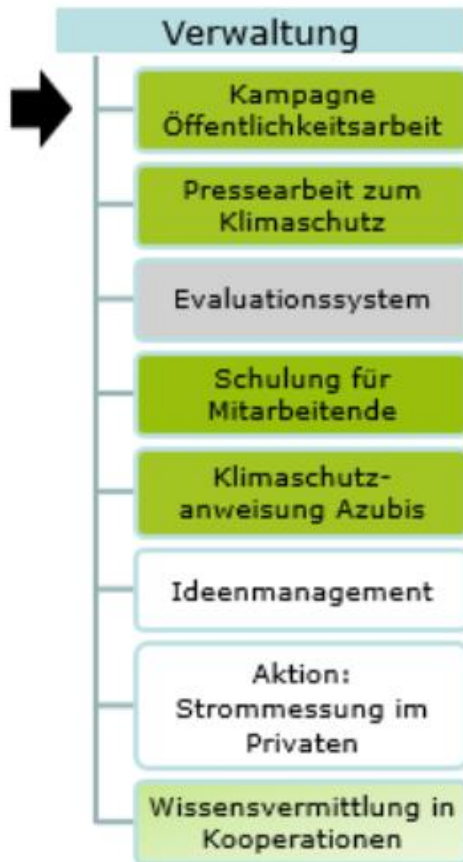 Verwaltung
Kampagne
Öffentlichkeitsarbeit
Pressearbeit zum
Klimaschutz
Evaluationssystem
Schulung für
Mitarbeitende
Klimaschutz-
anweisung Azubis
Ideenmanagement
Aktion:
Strommessung im
Privaten
Wissensvermittlung in
Kooperationen